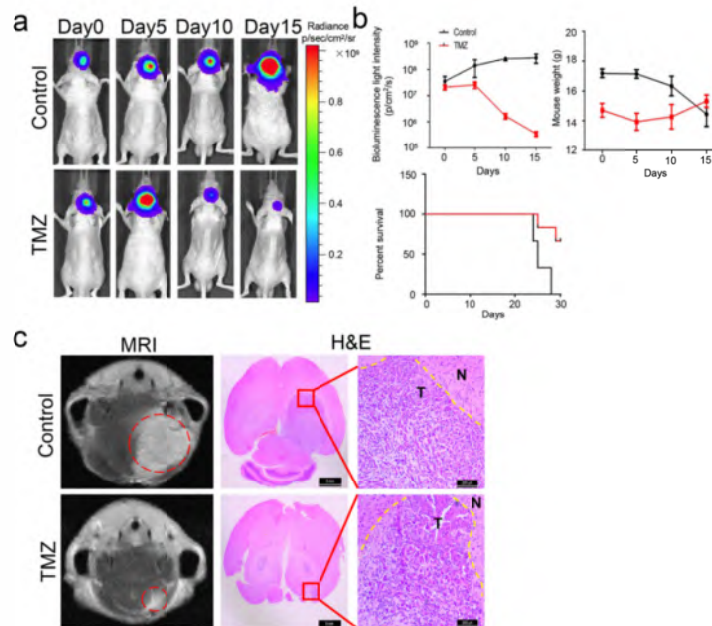 a
Day0 Day5 Day10 Day15
Radiance
p/sec/cm²/sr
Control
TMZ
0.8
0.6
0.4
0.2
b
Control
TMZ
Bioluminescence light intensity
(p/cm²/s)
10⁹
10⁸
10⁷
10⁶
10⁵
0 5 10 15
Days
Mouse weight (g)
20
18
16
14
12
0 5 10 15
Days
Percent survival
150
100
50
0
0 10 20 30
Days
c
MRI H&E
Control
T
N
TMZ
T
N